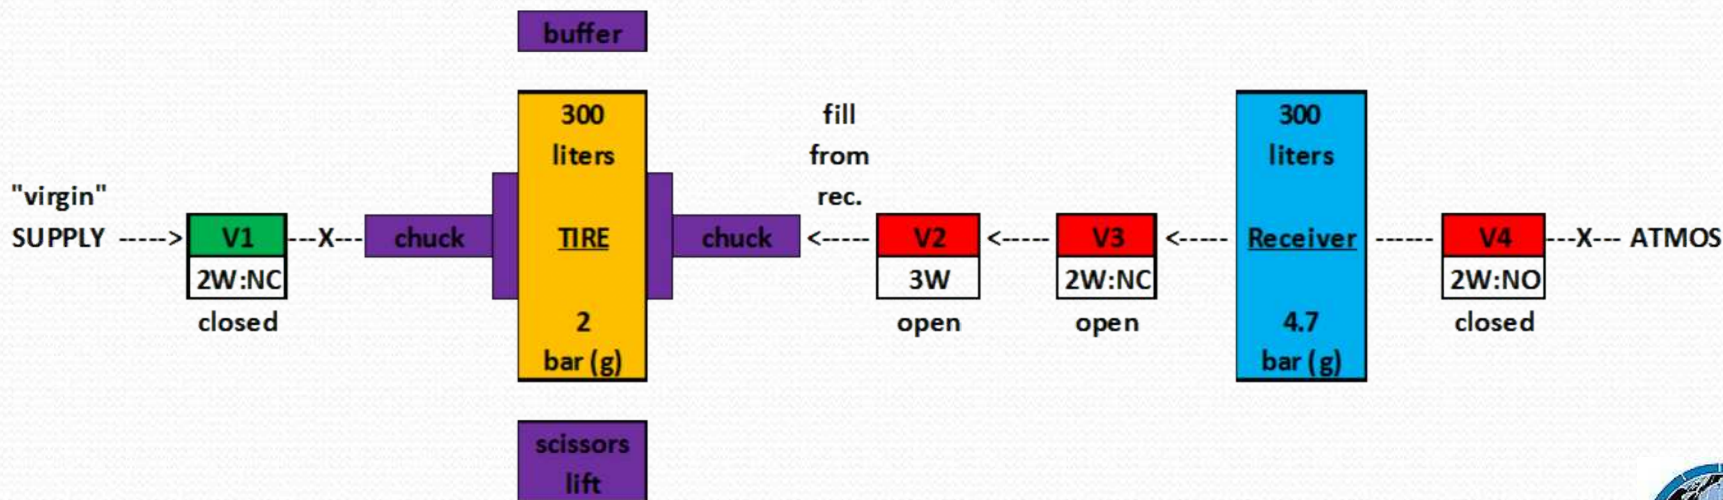 buffer
300
liters
TIRE
2
bar (g)
fill
from
rec.
300
liters
Receiver
4.7
bar (g)
"virgin"
SUPPLY ----->
V1
2W:NC
closed
---X---
chuck
chuck
<-----
V2
3W
open
<-----
V3
2W:NC
open
<-----
------
V4
2W:NO
closed
---X--- ATMOS
scissors
lift